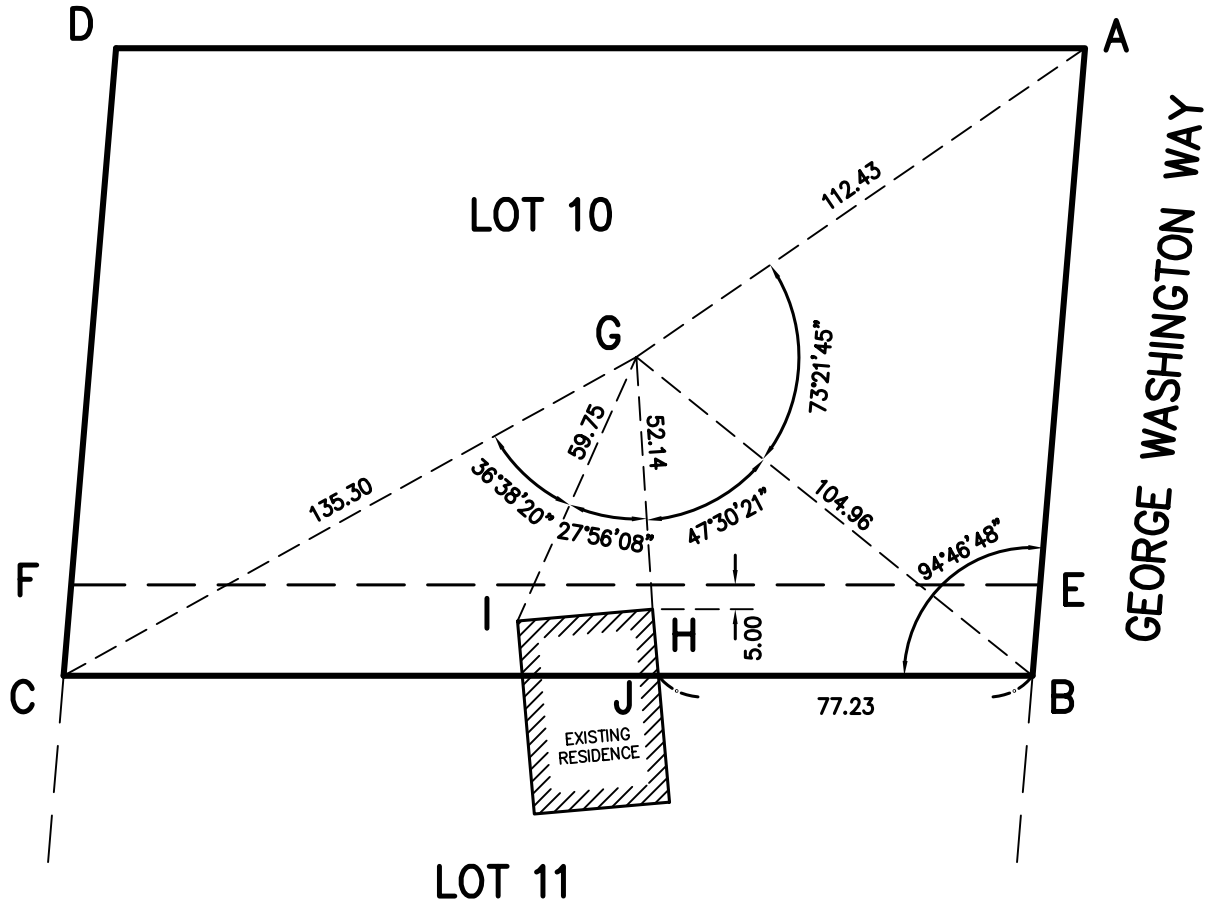 D
A
112.43
LOT 10
G
GEORGE WASHINGTON WAY
73°21'45"
59.75
52.14
135.30
36°38'20"
27°56'08"
47°30'21"
104.96
94°46'48"
F
E
I
H
5.00
C
J
B
77.23
EXISTING
RESIDENCE
LOT 11